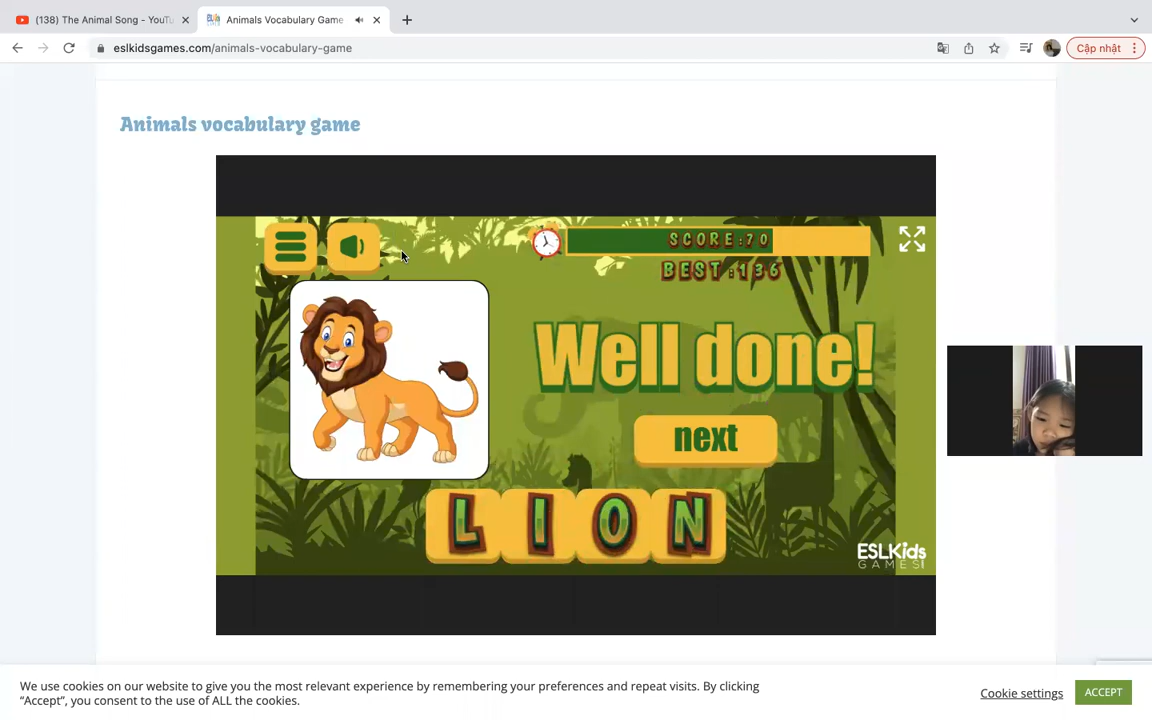 (138) The Animal Song - YouTu
Animals Vocabulary Game
eslkidsgames.com/animals-vocabulary-game
Cập nhật
Animals vocabulary game
SCORE:70
BEST:136
Well done!
next
LION
ESLKids
GAMES!
We use cookies on our website to give you the most relevant experience by remembering your preferences and repeat visits. By clicking
“Accept”, you consent to the use of ALL the cookies.
Cookie settings
ACCEPT